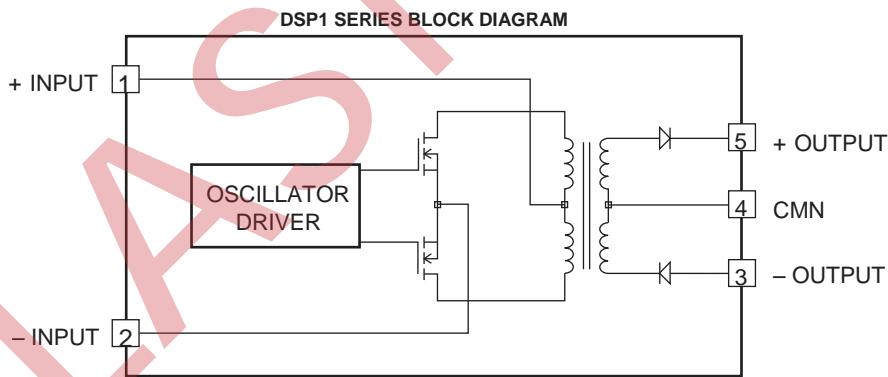 DSP1 SERIES BLOCK DIAGRAM
+ INPUT 1
OSCILLATOR
DRIVER
– INPUT 2
5 + OUTPUT
4 CMN
3 – OUTPUT